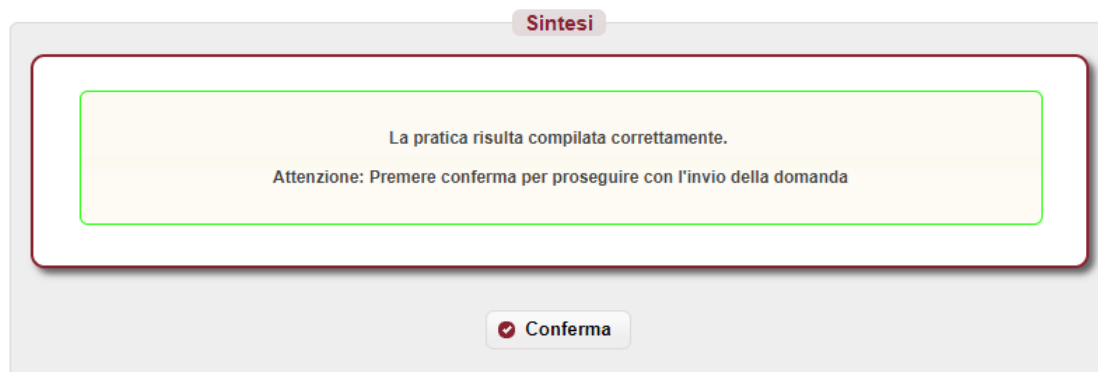 Sintesi
La pratica risulta compilata correttamente.
Attenzione: Premere conferma per proseguire con l'invio della domanda
Conferma